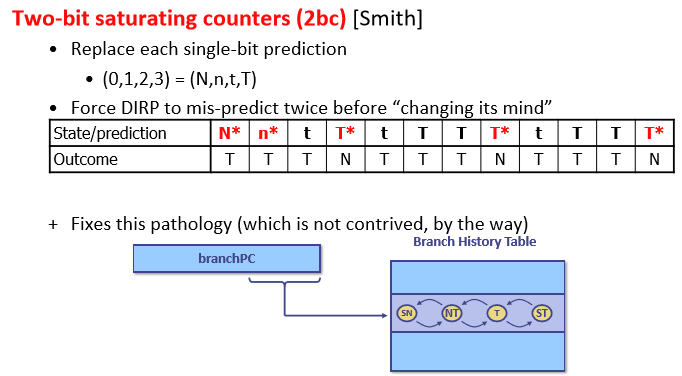 Two-bit saturating counters (2bc) [Smith]
• Replace each single-bit prediction
• (0,1,2,3) = (N,n,t,T)
• Force DIRP to mis-predict twice before “changing its mind”
State/prediction N* n* t T* t T T T* t T T T*
Outcome T T T N T T T N T T T N
+ Fixes this pathology (which is not contrived, by the way)
Branch History Table
branchPC
SN NT T ST